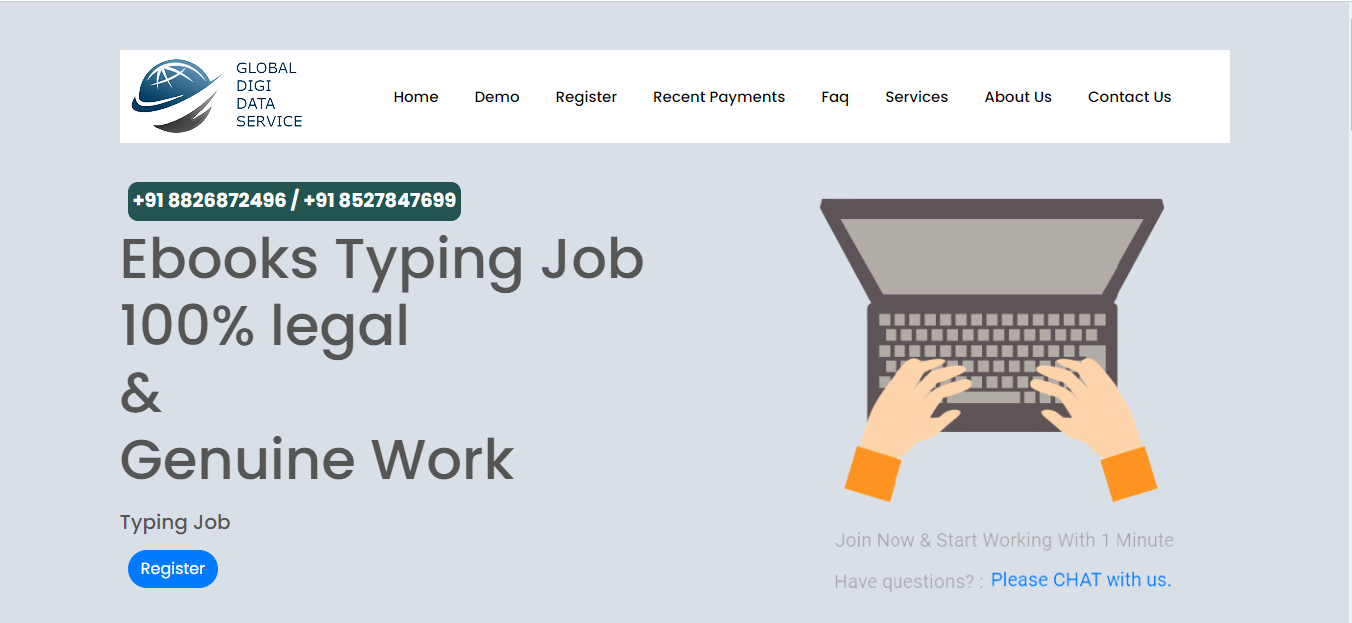 GLOBAL
DIGI
DATA
SERVICE
Home Demo Register Recent Payments Faq Services About Us Contact Us
+91 8826872496 / +91 8527847699
Ebooks Typing Job
100% legal
&
Genuine Work
Typing Job
Register
Join Now & Start Working With 1 Minute
Have questions? : Please CHAT with us.